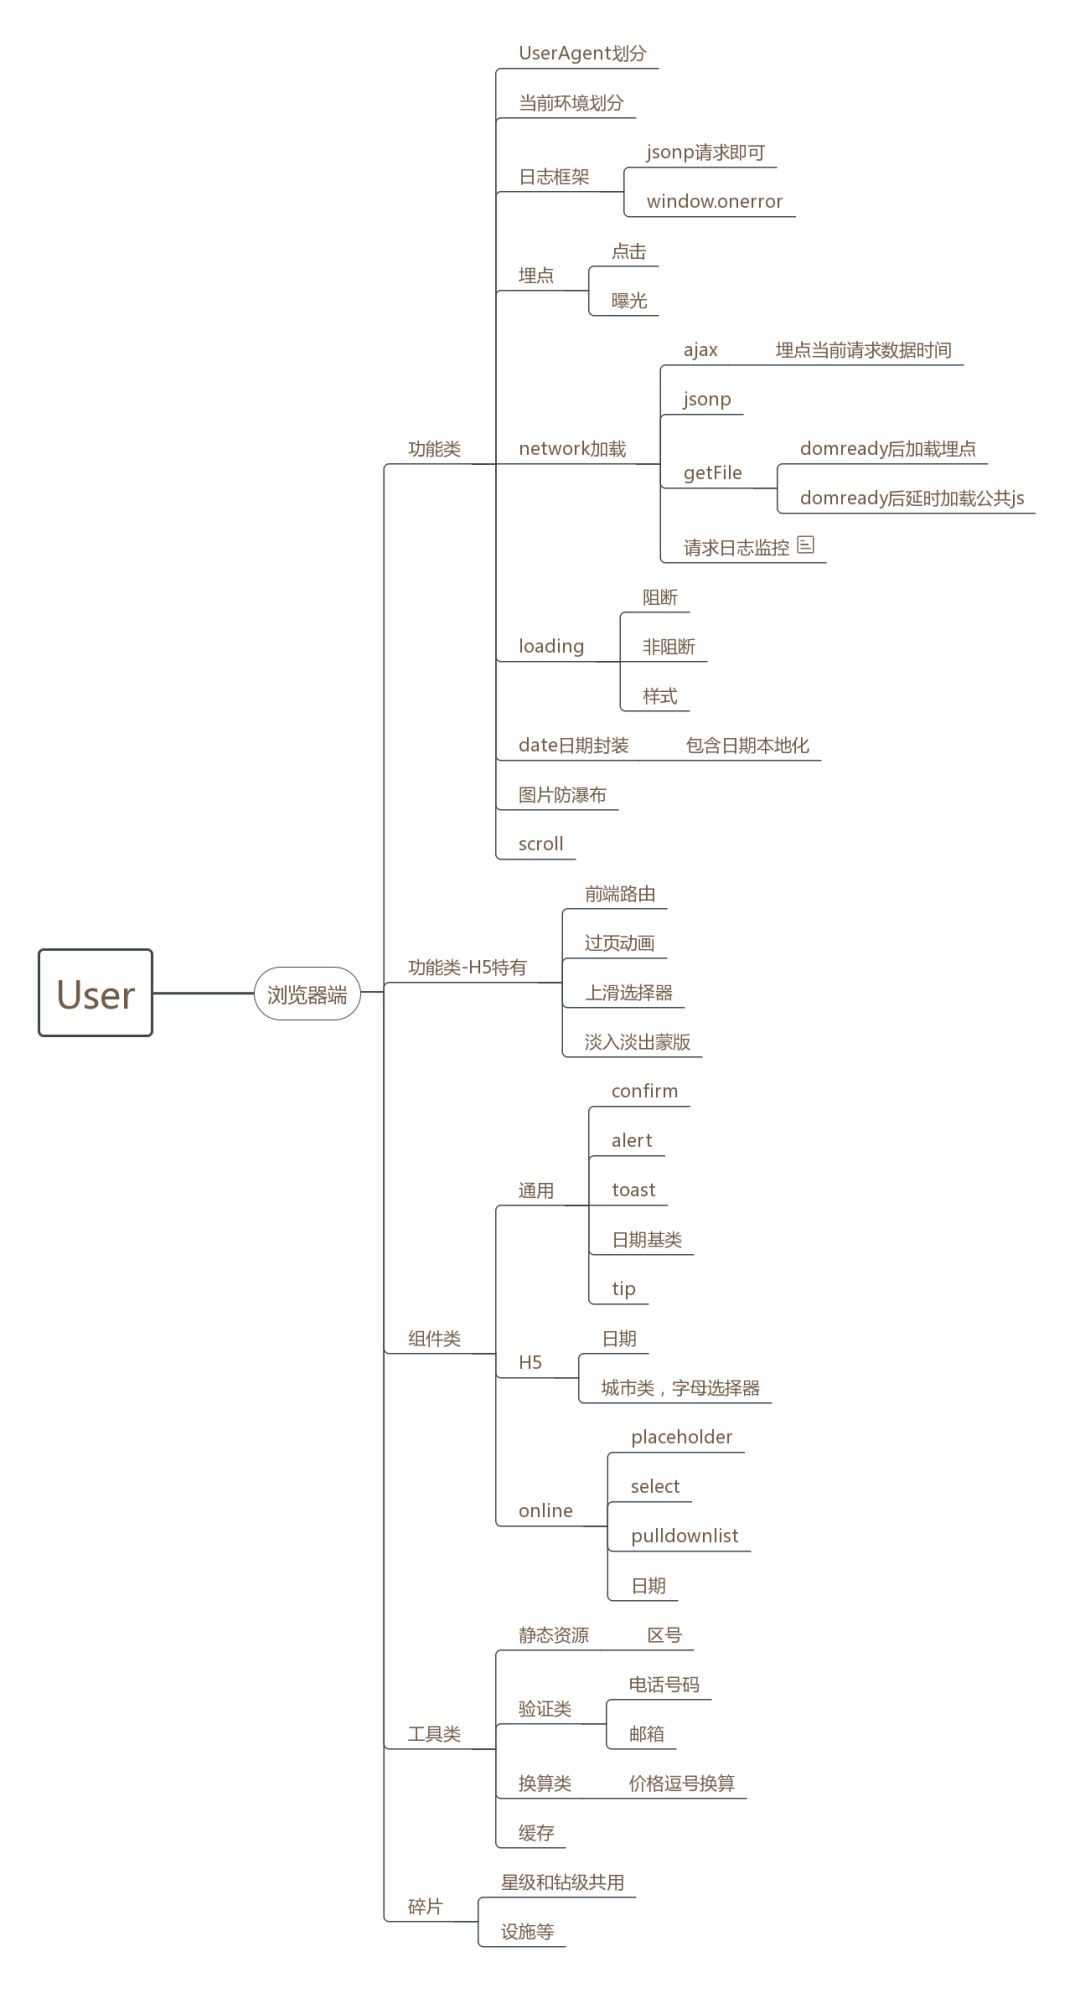 UserAgent划分
当前环境划分
jsonp请求即可
日志框架
window.onerror
点击
埋点
曝光
ajax
埋点当前请求数据时间
jsonp
功能类
network加载
domready后加载埋点
getFile
domready后延时加载公共js
请求日志监控
阻断
loading
非阻断
样式
date日期封装
包含日期本地化
图片防瀑布
scroll
前端路由
过页动画
功能类-H5特有
User
浏览器端
上滑选择器
淡入淡出蒙版
confirm
alert
通用
toast
日期基类
tip
组件类
日期
H5
城市类，字母选择器
placeholder
select
online
pulldownlist
日期
静态资源
区号
电话号码
验证类
工具类
邮箱
换算类
价格逗号换算
缓存
星级和钻级共用
碎片
设施等